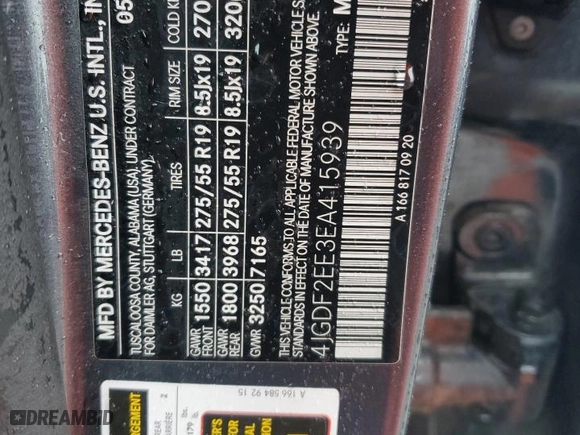 MFD BY MERCEDES-BENZ U.S. INTL., IN
05
TUSCALOOSA COUNTY, ALABAMA (USA), UNDER CONTRACT
FOR DAIMLER AG, STUTTGART (GERMANY).
KG LB TIRES RIM SIZE COLD
GAWR FRONT 1550 3417 275/55 R19 8.5Jx19 270
GAWR REAR 1800 3968 275/55 R19 8.5Jx19 320
GVWR 3250 7165
THIS VEHICLE CONFORMS TO ALL APPLICABLE FEDERAL MOTOR VEHICLE S
STANDARDS IN EFFECT ON THE DATE OF MANUFACTURE SHOWN ABOVE.
4JGDF2EE3EA415939
TYPE: M
A 166 817 09 20
A 166 584 92 15
2
179
DREAMBID